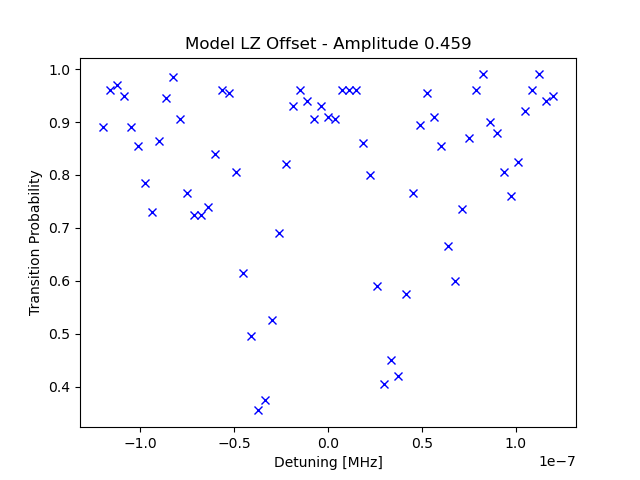 Model LZ Offset - Amplitude 0.459
Transition Probability
1.0
0.9
0.8
0.7
0.6
0.5
0.4
−1.0 −0.5 0.0 0.5 1.0
1e−7
Detuning [MHz]